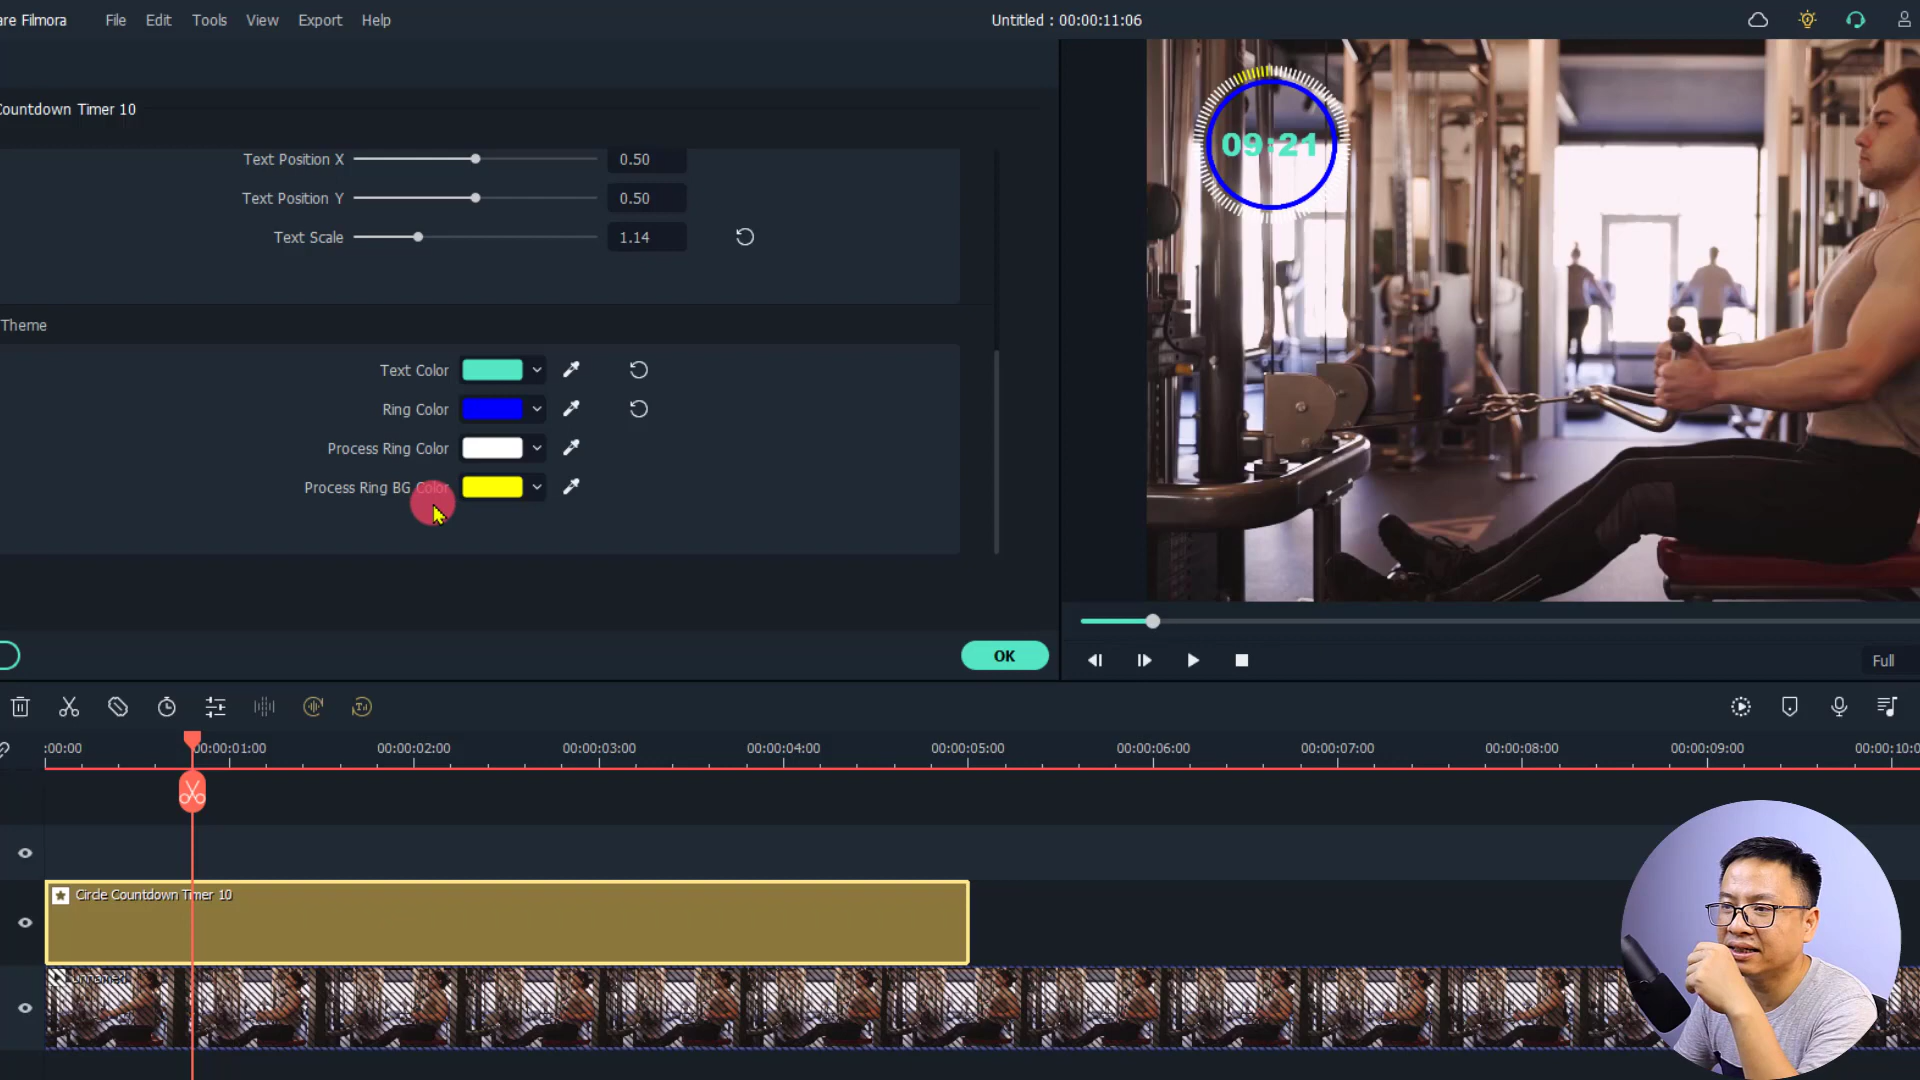 are Filmora File Edit Tools View Export Help Untitled : 00:00:11:06
Countdown Timer 10
Text Position X 0.50
Text Position Y 0.50
Text Scale 1.14
Theme
Text Color
Ring Color
Process Ring Color
Process Ring BG Color
OK
09:21
Full
:00:00 00:00:01:00 00:00:02:00 00:00:03:00 00:00:04:00 00:00:05:00 00:00:06:00 00:00:07:00 00:00:08:00 00:00:09:00 00:00:10:0
Circle Countdown Timer 10
unnamed